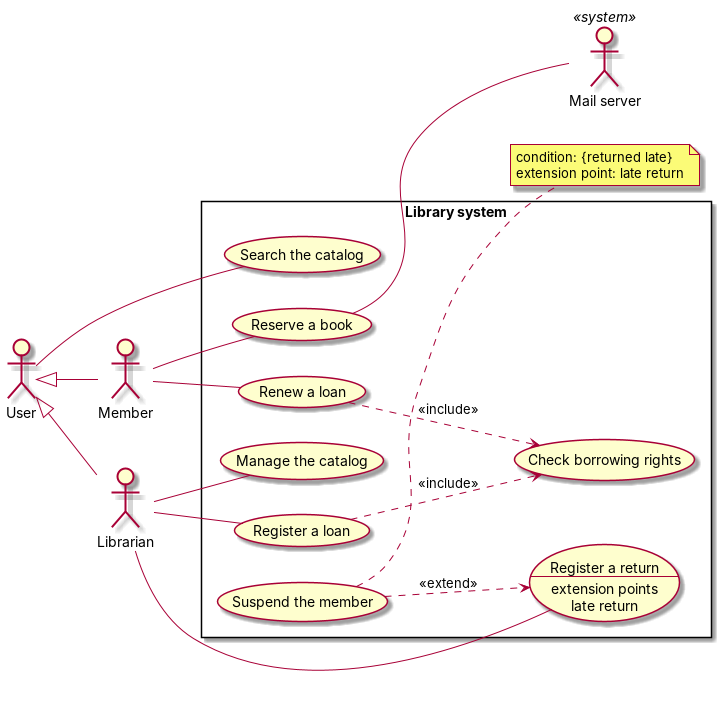 «system»
Mail server
condition: {returned late}
extension point: late return
Library system
Search the catalog
Reserve a book
User
Member
Renew a loan
«include»
Manage the catalog
Check borrowing rights
«include»
Librarian
Register a loan
Register a return
«extend»
extension points
Suspend the member
late return